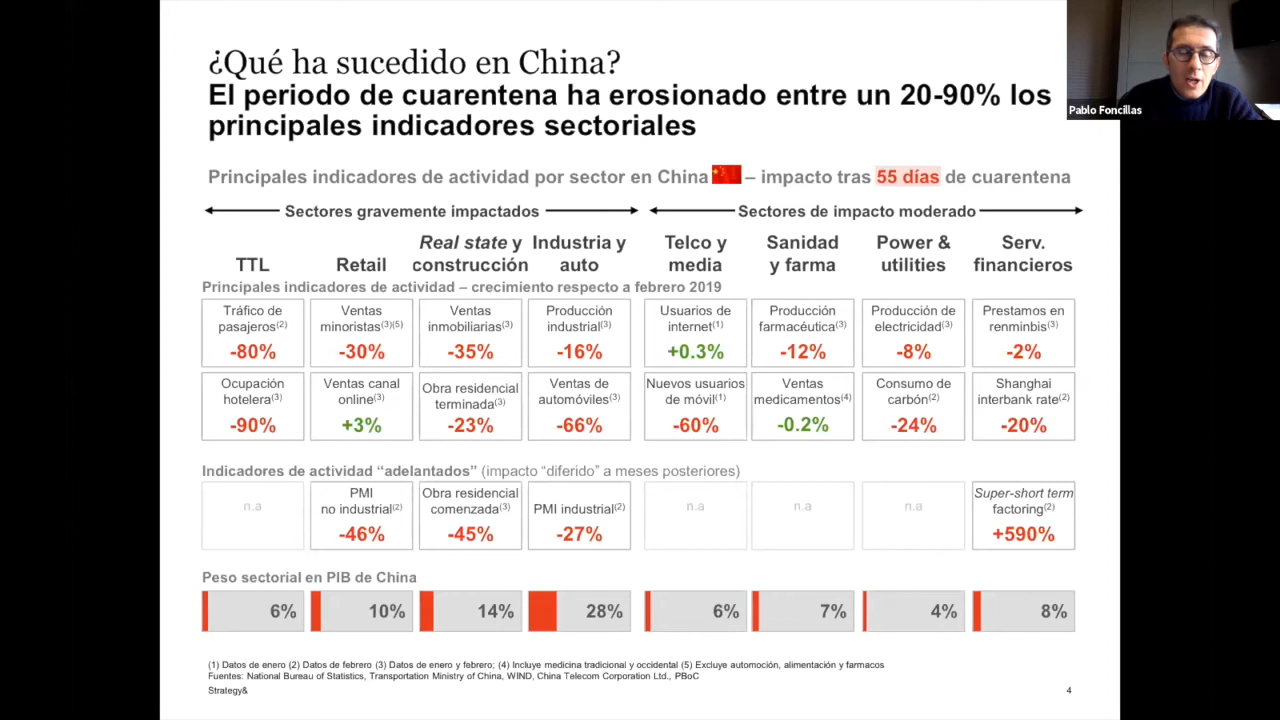 ¿Qué ha sucedido en China?
El periodo de cuarentena ha erosionado entre un 20-90% los
principales indicadores sectoriales
Pablo Foncillas
Principales indicadores de actividad por sector en China – impacto tras 55 días de cuarentena
Sectores gravemente impactados
Sectores de impacto moderado
TTL
Retail
Real state y
construcción
Industria y
auto
Telco y
media
Sanidad
y farma
Power &
utilities
Serv.
financieros
Principales indicadores de actividad – crecimiento respecto a febrero 2019
Tráfico de
pasajeros(2)
-80%
Ventas
minoristas(3)(5)
-30%
Ventas
inmobiliarias(3)
-35%
Producción
industrial(3)
-16%
Usuarios de
internet(1)
+0.3%
Producción
farmacéutica(3)
-12%
Producción de
electricidad(3)
-8%
Prestamos en
renminbis(3)
-2%
Ocupación
hotelera(3)
-90%
Ventas canal
online(3)
+3%
Obra residencial
terminada(3)
-23%
Ventas de
automóviles(3)
-66%
Nuevos usuarios
de móvil(1)
-60%
Ventas
medicamentos(4)
-0.2%
Consumo de
carbón(2)
-24%
Shanghai
interbank rate(2)
-20%
Indicadores de actividad “adelantados” (impacto “diferido” a meses posteriores)
n.a
PMI
no industrial(2)
-46%
Obra residencial
comenzada(3)
-45%
PMI industrial(2)
-27%
n.a
n.a
n.a
Super-short term
factoring(2)
+590%
Peso sectorial en PIB de China
6%
10%
14%
28%
6%
7%
4%
8%
(1) Datos de enero (2) Datos de febrero (3) Datos de enero y febrero; (4) Incluye medicina tradicional y occidental (5) Excluye automoción, alimentación y farmacos
Fuentes: National Bureau of Statistics, Transportation Ministry of China, WIND, China Telecom Corporation Ltd., PBoC
Strategy&
4